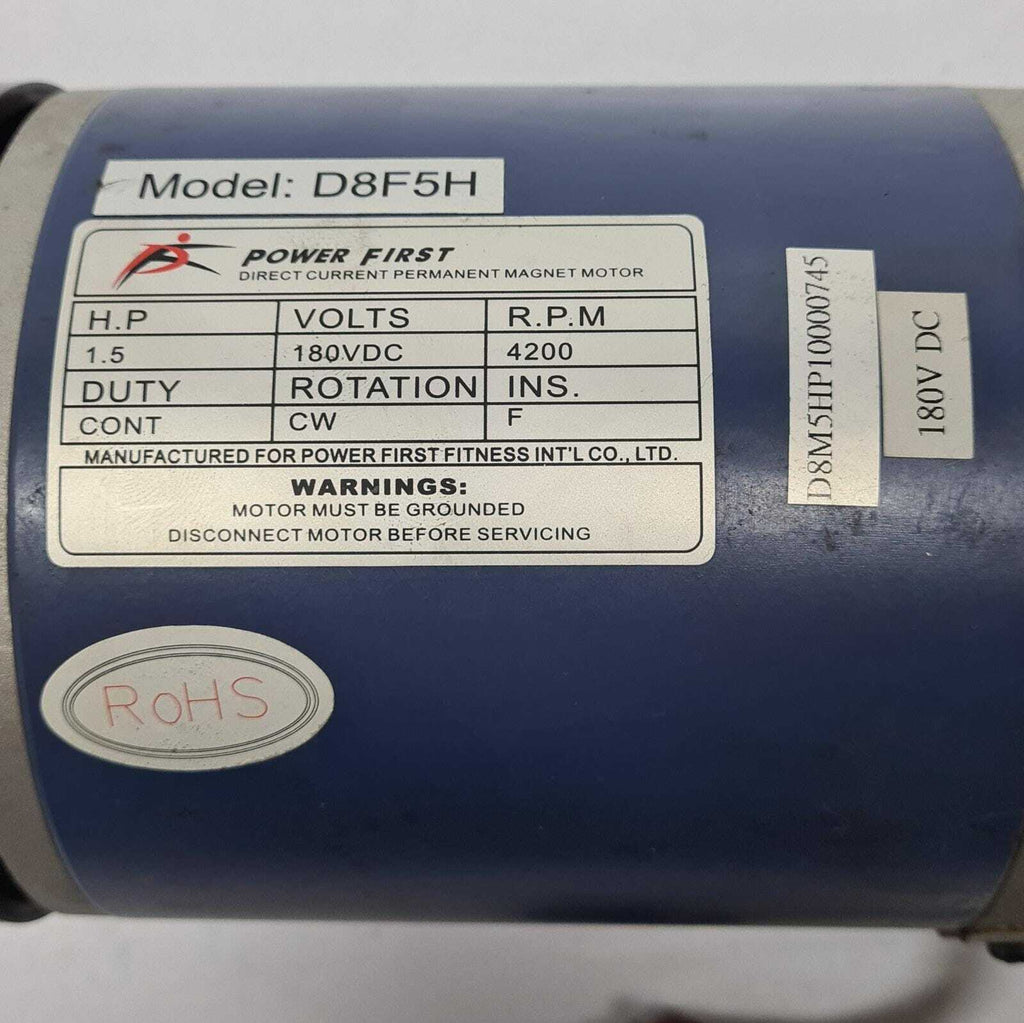 Model: D8F5H
POWER FIRST
DIRECT CURRENT PERMANENT MAGNET MOTOR
H.P VOLTS R.P.M
1.5 180VDC 4200
DUTY ROTATION INS.
CONT CW F
MANUFACTURED FOR POWER FIRST FITNESS INT'L CO., LTD.
WARNINGS:
MOTOR MUST BE GROUNDED
DISCONNECT MOTOR BEFORE SERVICING
D8M5HP10000745
180V DC
RoHS